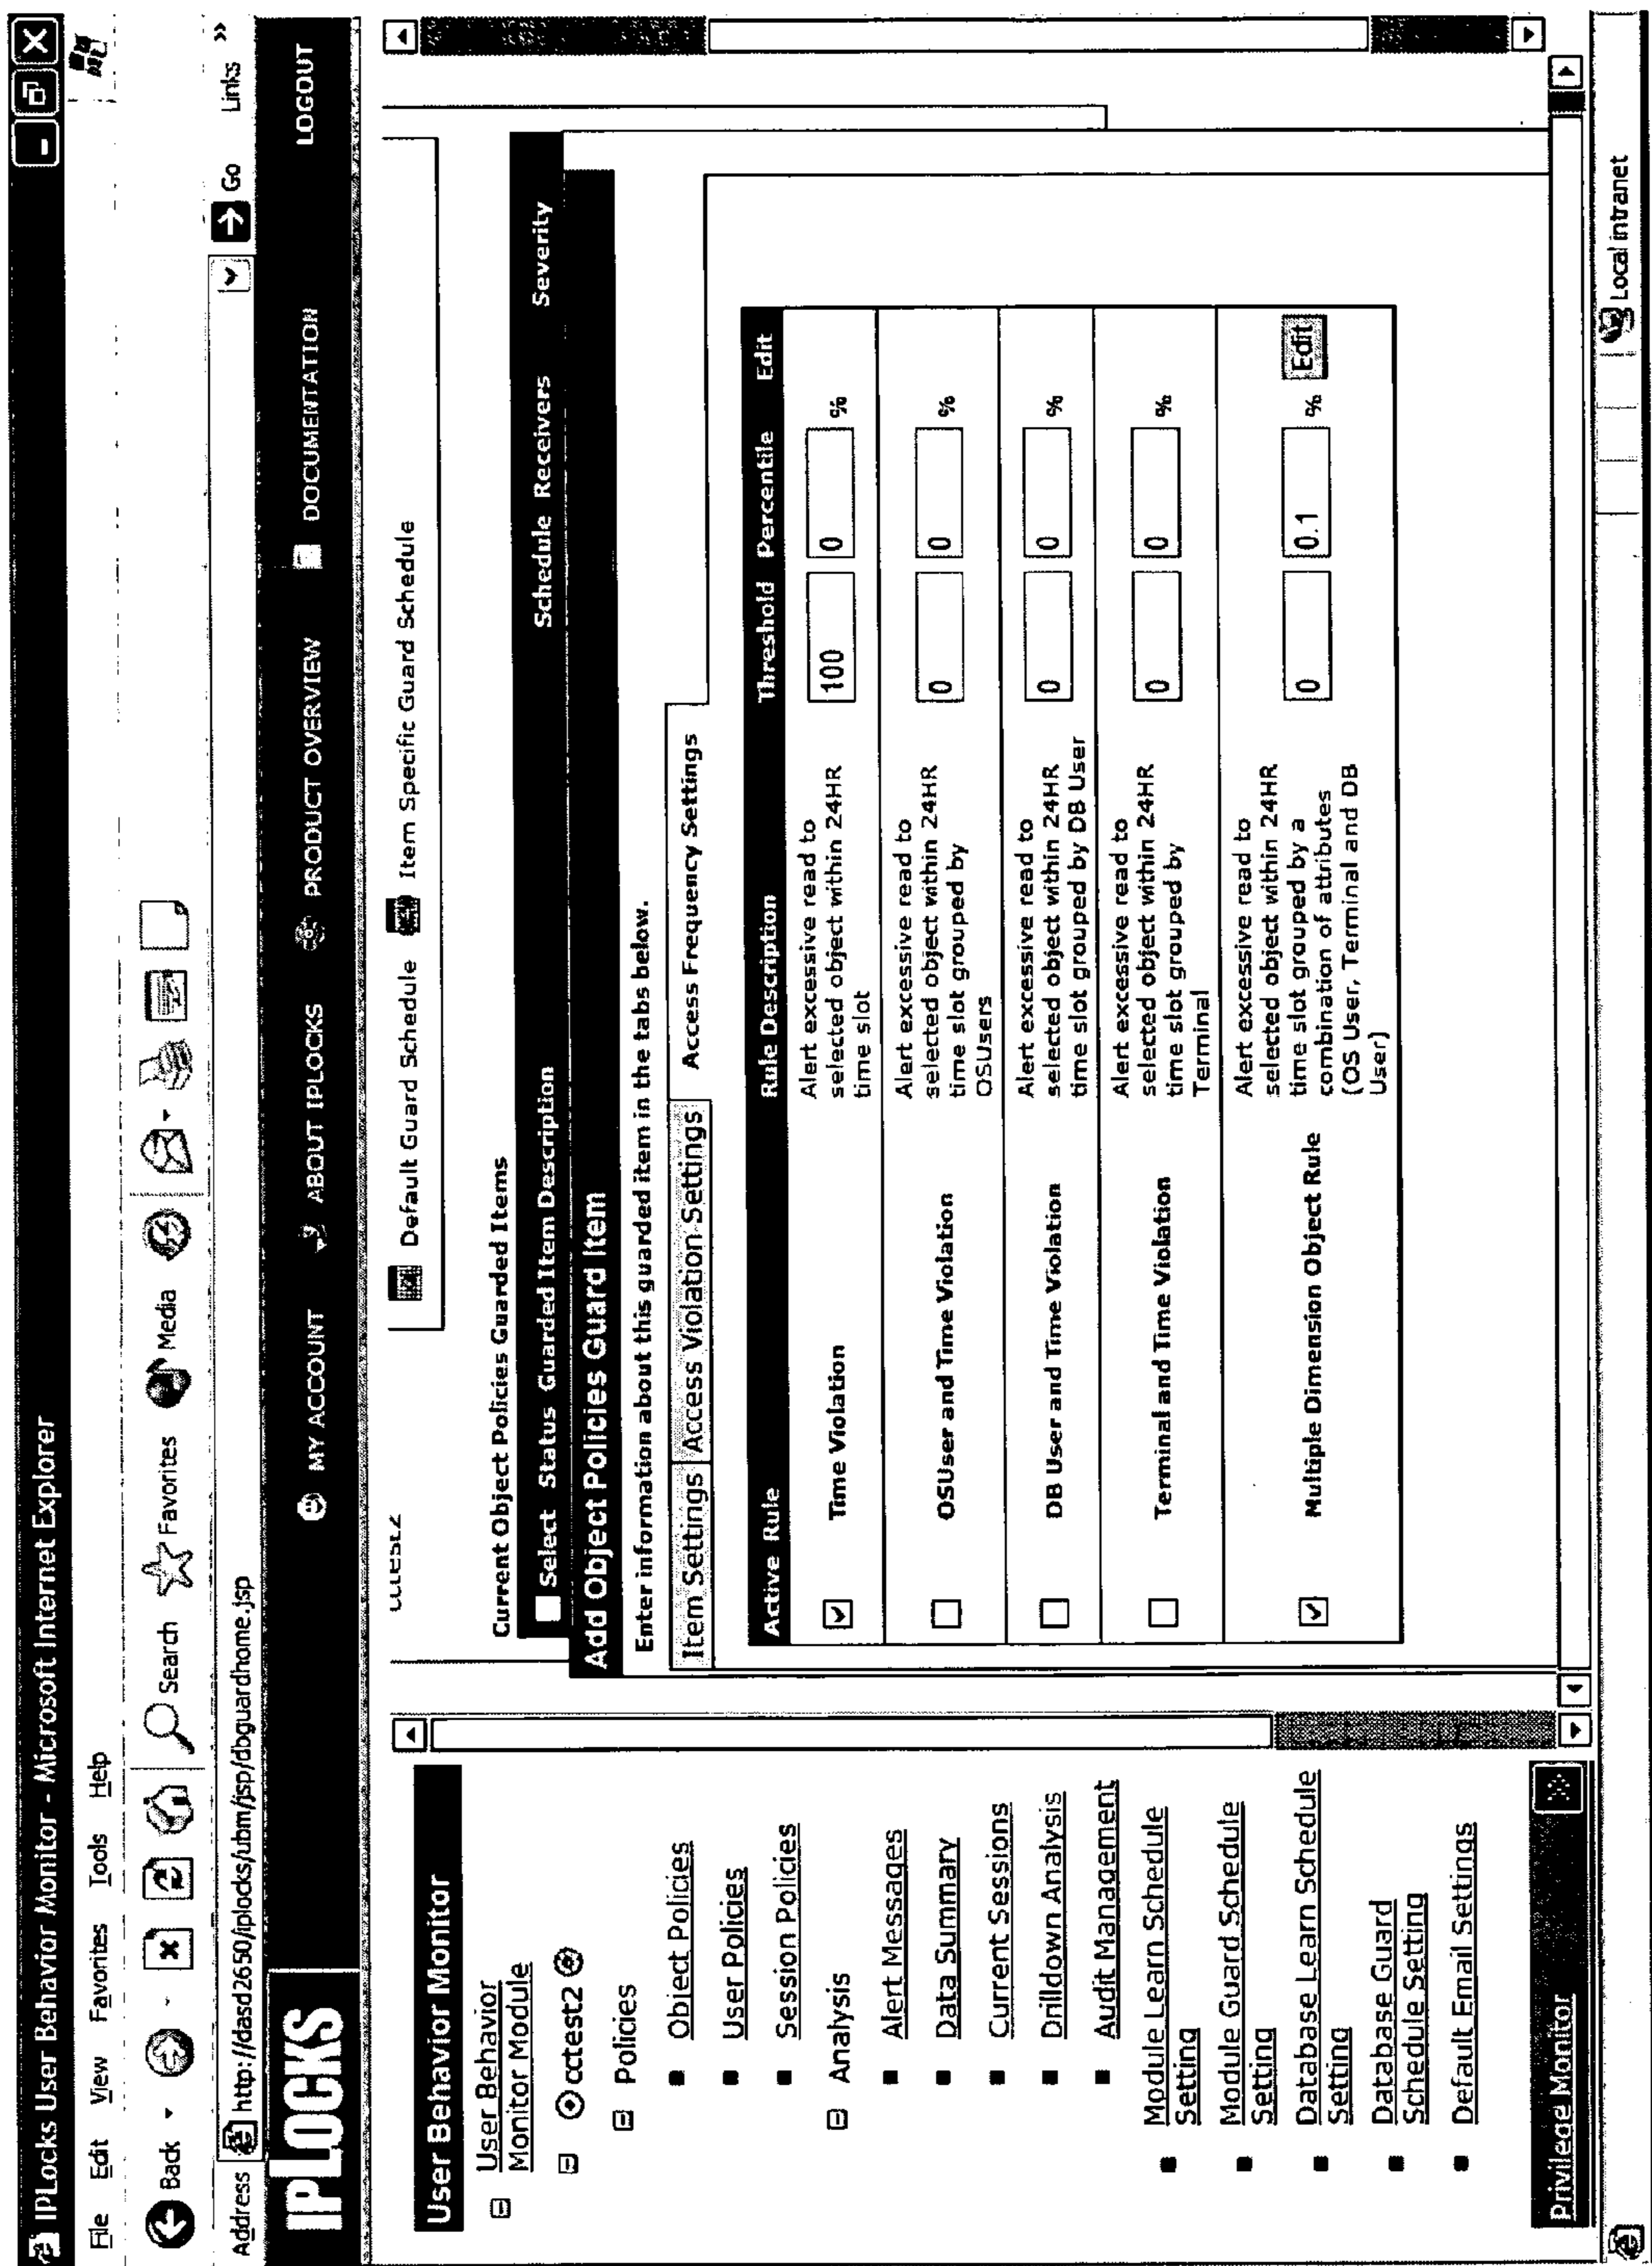 IPLocks User Behavior Monitor - Microsoft Internet Explorer
File Edit View Favorites Tools Help
Back Search Favorites Media
Address http://dasd2650/iplocks/ubm/jsp/dbguardhome.jsp Go Links »
IPLOCKS
MY ACCOUNT ABOUT IPLOCKS PRODUCT OVERVIEW DOCUMENTATION LOGOUT
User Behavior Monitor
User Behavior
Monitor Module
cctest2
Policies
Object Policies
User Policies
Session Policies
Analysis
Alert Messages
Data Summary
Current Sessions
Drilldown Analysis
Audit Management
Module Learn Schedule
Setting
Module Guard Schedule
Setting
Database Learn Schedule
Setting
Database Guard
Schedule Setting
Default Email Settings
Privilege Monitor
cctest2
Default Guard Schedule Item Specific Guard Schedule
Current Object Policies Guarded Items
Select Status Guarded Item Description Schedule Receivers Severity
Add Object Policies Guard Item
Enter information about this guarded item in the tabs below.
Item Settings Access Violation Settings Access Frequency Settings
Active Rule Rule Description Threshold Percentile Edit
Time Violation
Alert excessive read to
selected object within 24HR
time slot
100 0 %
OSUser and Time Violation
Alert excessive read to
selected object within 24HR
time slot grouped by
OSUsers
0 0 %
DB User and Time Violation
Alert excessive read to
selected object within 24HR
time slot grouped by DB User
0 0 %
Terminal and Time Violation
Alert excessive read to
selected object within 24HR
time slot grouped by
Terminal
0 0 %
Multiple Dimension Object Rule
Alert excessive read to
selected object within 24HR
time slot grouped by a
combination of attributes
(OS User, Terminal and DB
User)
0 0.1 % Edit
Local intranet